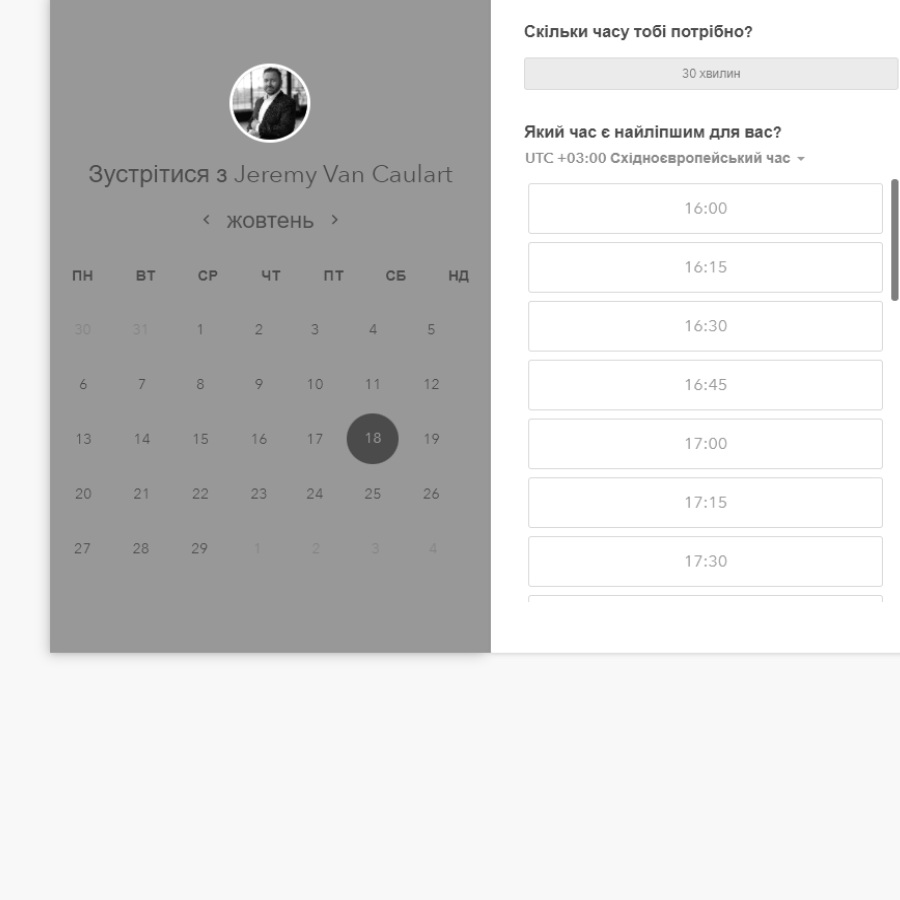 Зустрітися з Jeremy Van Caulart
жовтень
ПН ВТ СР ЧТ ПТ СБ НД
30 31 1 2 3 4 5
6 7 8 9 10 11 12
13 14 15 16 17 18 19
20 21 22 23 24 25 26
27 28 29 1 2 3 4
Скільки часу тобі потрібно?
30 хвилин
Який час є найліпшим для вас?
UTC +03:00 Східноєвропейський час
16:00
16:15
16:30
16:45
17:00
17:15
17:30